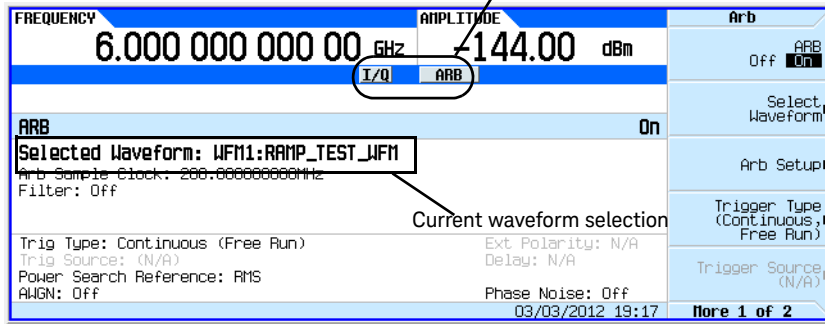 FREQUENCY
AMPLITUDE
6.000 000 000 00 GHz
-144.00 dBm
I/Q
ARB
ARB
On
Selected Waveform: WFM1:RAMP_TEST_WFM
Arb Sample Clock: 200.000000000MHz
Filter: Off
Current waveform selection
Trig Type: Continuous (Free Run)
Ext Polarity: N/A
Trig Source: (N/A)
Delay: N/A
Power Search Reference: RMS
AWGN: Off
Phase Noise: Off
03/03/2012 19:17
Arb
ARB
Off On
Select
Waveform
Arb Setup
Trigger Type
(Continuous,
Free Run)
Trigger Source
(N/A)
More 1 of 2